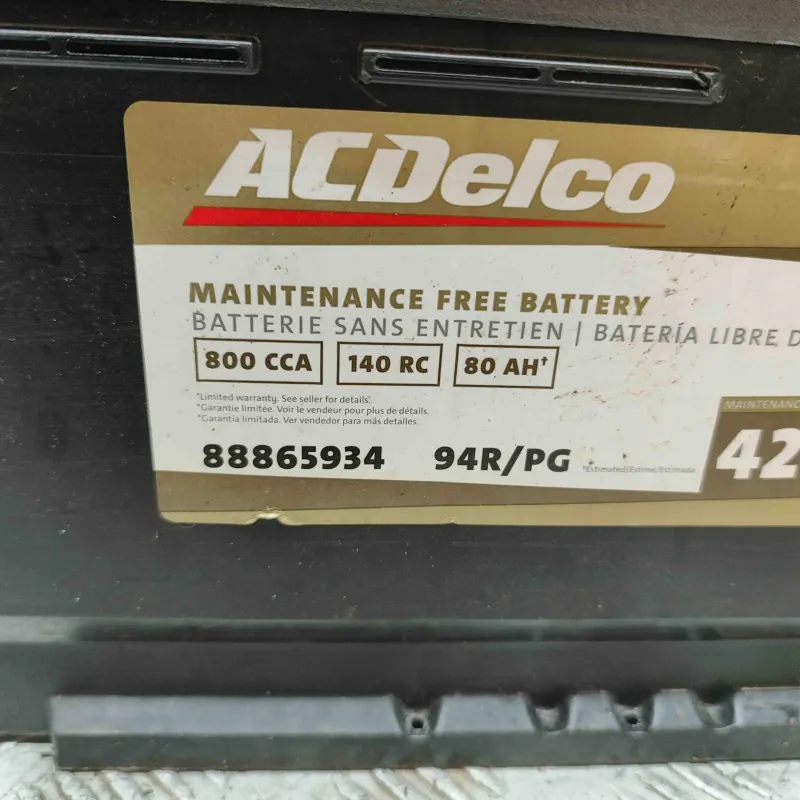 ACDelco
MAINTENANCE FREE BATTERY
BATTERIE SANS ENTRETIEN | BATERÍA LIBRE D
800 CCA 140 RC 80 AH†
*Limited warranty. See seller for details.
*Garantie limitée. Voir le vendeur pour plus de détails.
*Garantía limitada. Ver vendedor para más detalles.
MAINTENANC
88865934 94R/PG †Estimated/Estimé/Estimada 42